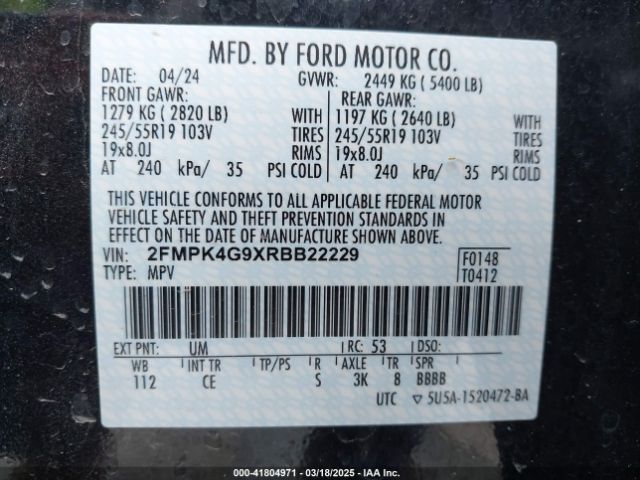 MFD. BY FORD MOTOR CO.
DATE: 04/24 GVWR: 2449 KG ( 5400 LB)
FRONT GAWR: REAR GAWR:
1279 KG ( 2820 LB) WITH 1197 KG ( 2640 LB) WITH
245/55R19 103V TIRES 245/55R19 103V TIRES
19x8.0J RIMS 19x8.0J RIMS
AT 240 kPa/ 35 PSI COLD AT 240 kPa/ 35 PSI COLD
THIS VEHICLE CONFORMS TO ALL APPLICABLE FEDERAL MOTOR
VEHICLE SAFETY AND THEFT PREVENTION STANDARDS IN
EFFECT ON THE DATE OF MANUFACTURE SHOWN ABOVE.
VIN: 2FMPK4G9XRBB22229 F0148
TYPE: MPV T0412
EXT PNT: UM RC: 53 DSO:
WB INT TR TP/PS R AXLE TR SPR
112 CE S 3K 8 BBBB
UTC ▽ 5U5A-1520472-BA
000-41804971 | 03/18/2025 | IAA Inc.